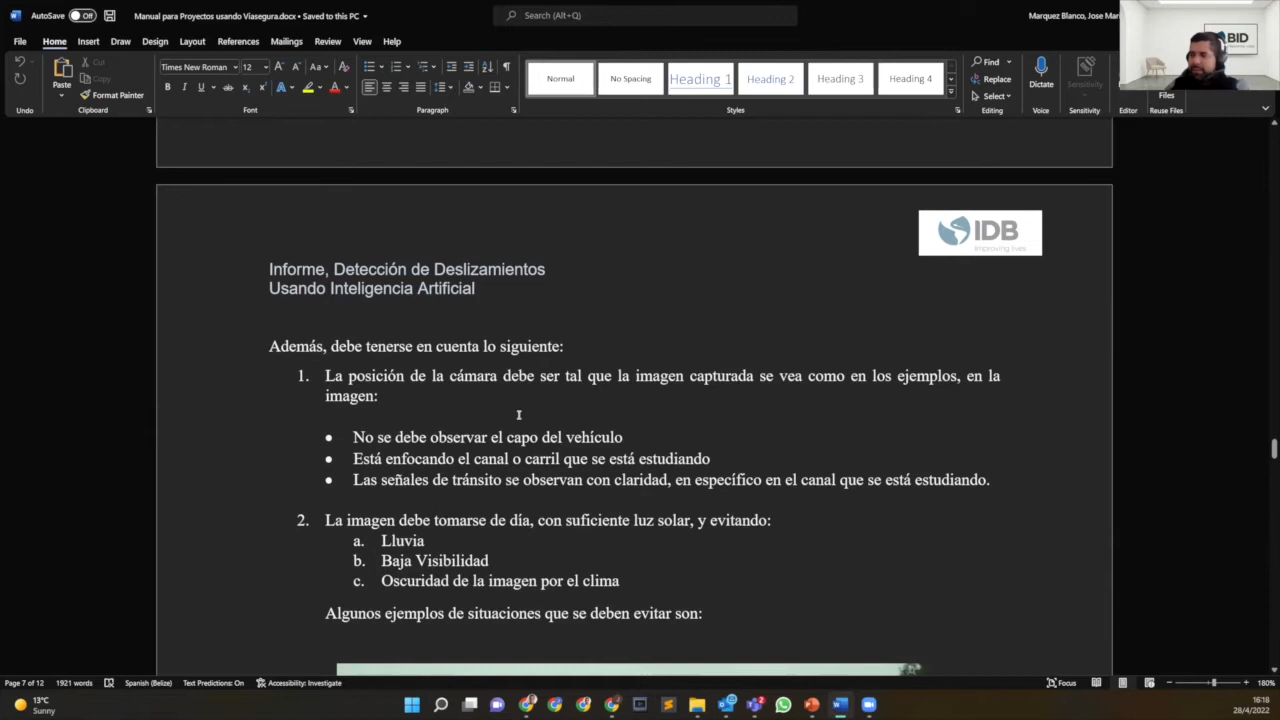 AutoSave Off Manual para Proyectos usando Viasegura.docx • Saved to this PC Search (Alt+Q) Marquez Blanco, Jose Mari
BID
File Home Insert Draw Design Layout References Mailings Review View Help
Paste Cut Copy Format Painter
Clipboard
Undo
Times New Roman 12
Font
Paragraph
Normal No Spacing Heading 1 Heading 2 Heading 3 Heading 4
Styles
Find Replace Select
Editing
Dictate
Voice
Sensitivity
Sensitivity
Editor
Files
Reuse Files
IDB
improving lives
Informe, Detección de Deslizamientos
Usando Inteligencia Artificial
Además, debe tenerse en cuenta lo siguiente:
1. La posición de la cámara debe ser tal que la imagen capturada se vea como en los ejemplos, en la
imagen:
• No se debe observar el capo del vehículo
• Está enfocando el canal o carril que se está estudiando
• Las señales de tránsito se observan con claridad, en específico en el canal que se está estudiando.
2. La imagen debe tomarse de día, con suficiente luz solar, y evitando:
a. Lluvia
b. Baja Visibilidad
c. Oscuridad de la imagen por el clima
Algunos ejemplos de situaciones que se deben evitar son:
Page 7 of 12 1921 words Spanish (Belize) Text Predictions: On Accessibility: Investigate Focus 180%
13°C
Sunny
16:18
28/4/2022